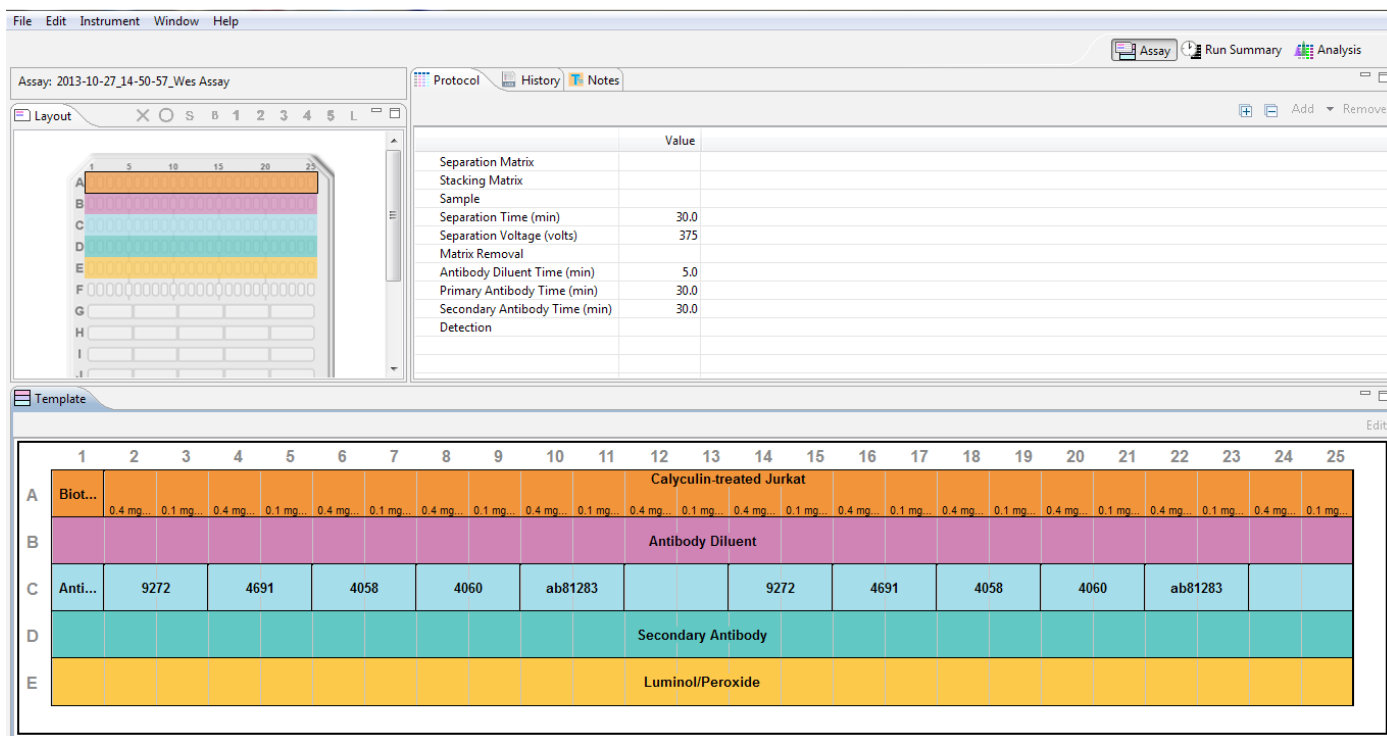 File Edit Instrument Window Help
Assay Run Summary Analysis
Assay: 2013-10-27_14-50-57_Wes Assay
Protocol History Notes
Layout X O S B 1 2 3 4 5 L
Add Remove
1 5 10 15 20 25
A
B
C
D
E
F
G
H
I
J
Value
Separation Matrix
Stacking Matrix
Sample
Separation Time (min) 30.0
Separation Voltage (volts) 375
Matrix Removal
Antibody Diluent Time (min) 5.0
Primary Antibody Time (min) 30.0
Secondary Antibody Time (min) 30.0
Detection
Template
Edit
1 2 3 4 5 6 7 8 9 10 11 12 13 14 15 16 17 18 19 20 21 22 23 24 25
Calyculin-treated Jurkat
A Biot...
0.4 mg... 0.1 mg... 0.4 mg... 0.1 mg... 0.4 mg... 0.1 mg... 0.4 mg... 0.1 mg... 0.4 mg... 0.1 mg... 0.4 mg... 0.1 mg... 0.4 mg... 0.1 mg... 0.4 mg... 0.1 mg... 0.4 mg... 0.1 mg... 0.4 mg... 0.1 mg... 0.4 mg... 0.1 mg... 0.4 mg... 0.1 mg...
B Antibody Diluent
C Anti... 9272 4691 4058 4060 ab81283 9272 4691 4058 4060 ab81283
D Secondary Antibody
E Luminol/Peroxide